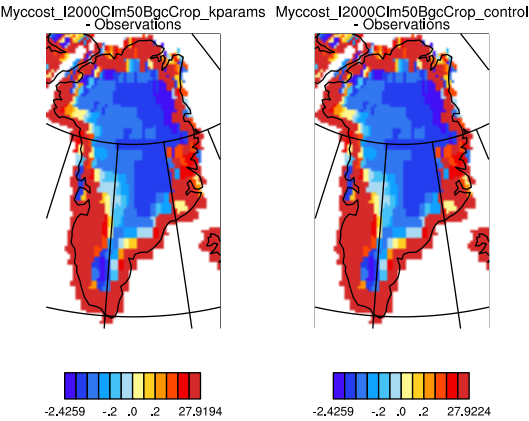 Myccost_I2000Clm50BgcCrop_kparams
- Observations
Myccost_I2000Clm50BgcCrop_control
- Observations
-2.4259 -.2 .0 .2 27.9194
-2.4259 -.2 .0 .2 27.9224